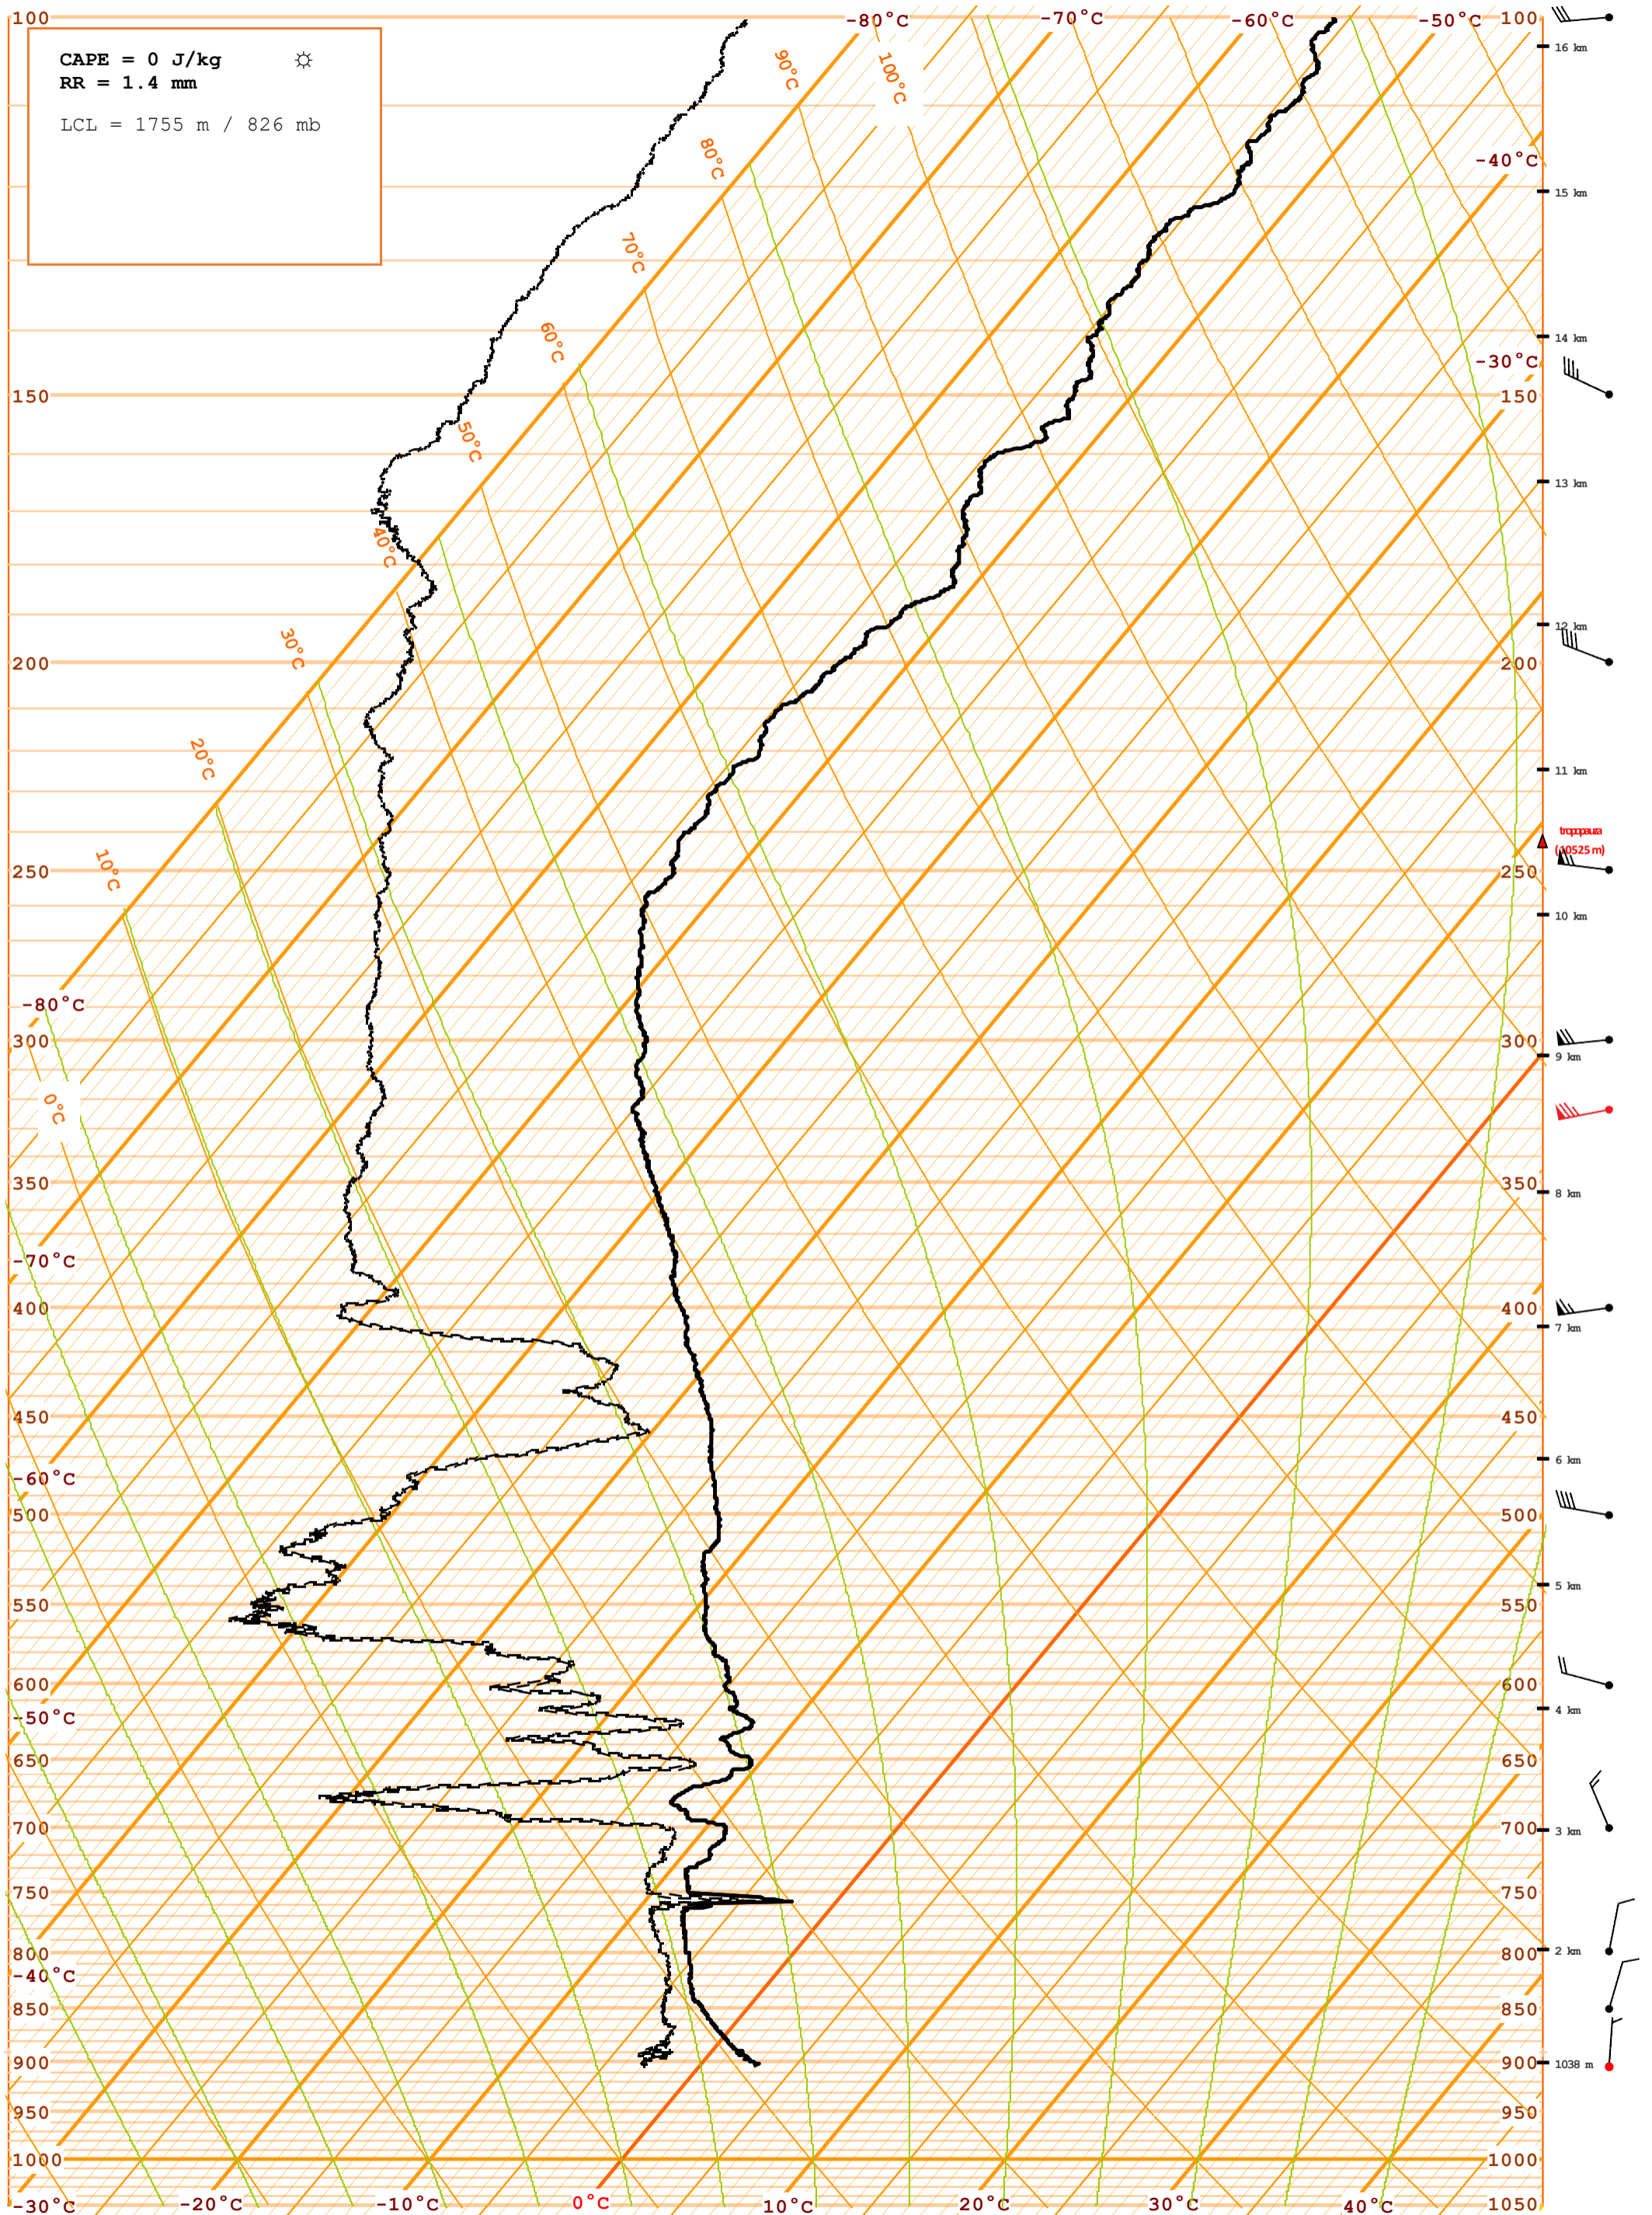 100 -80°C -70°C -60°C -50°C 100
CAPE = 0 J/kg ☼
RR = 1.4 mm
LCL = 1755 m / 826 mb
16 km
90°C 100°C
80°C -40°C
15 km
70°C
60°C 14 km
-30°C
150 150
50°C
13 km
40°C
30°C 12 km
200 200
20°C 11 km
tropopauza
(10525 m)
10°C 250 250
10 km
-80°C
300 300
9 km
0°C
350 350
8 km
-70°C
400 400
7 km
450 450
6 km
-60°C
500 500
5 km
550 550
600 600
-50°C 4 km
650 650
700 700 3 km
750 750
800 800 2 km
-40°C
850 850
900 900 1038 m
950 950
1000 1000
-30°C -20°C -10°C 0°C 10°C 20°C 30°C 40°C 1050